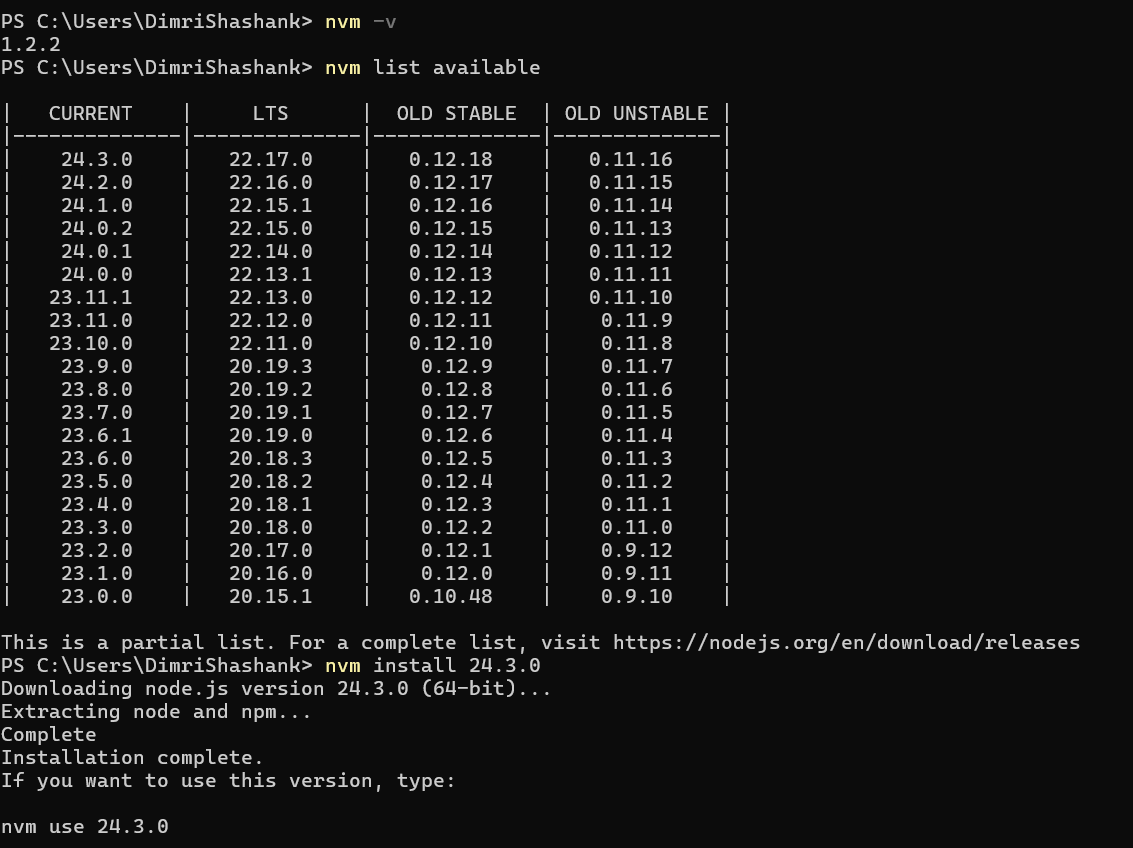 PS C:\Users\DimriShashank> nvm -v
1.2.2
PS C:\Users\DimriShashank> nvm list available

|   CURRENT    |     LTS      |  OLD STABLE  | OLD UNSTABLE |
|--------------|--------------|--------------|--------------|
|    24.3.0    |   22.17.0    |   0.12.18    |   0.11.16    |
|    24.2.0    |   22.16.0    |   0.12.17    |   0.11.15    |
|    24.1.0    |   22.15.1    |   0.12.16    |   0.11.14    |
|    24.0.2    |   22.15.0    |   0.12.15    |   0.11.13    |
|    24.0.1    |   22.14.0    |   0.12.14    |   0.11.12    |
|    24.0.0    |   22.13.1    |   0.12.13    |   0.11.11    |
|   23.11.1    |   22.13.0    |   0.12.12    |   0.11.10    |
|   23.11.0    |   22.12.0    |   0.12.11    |    0.11.9    |
|   23.10.0    |   22.11.0    |   0.12.10    |    0.11.8    |
|    23.9.0    |   20.19.3    |    0.12.9    |    0.11.7    |
|    23.8.0    |   20.19.2    |    0.12.8    |    0.11.6    |
|    23.7.0    |   20.19.1    |    0.12.7    |    0.11.5    |
|    23.6.1    |   20.19.0    |    0.12.6    |    0.11.4    |
|    23.6.0    |   20.18.3    |    0.12.5    |    0.11.3    |
|    23.5.0    |   20.18.2    |    0.12.4    |    0.11.2    |
|    23.4.0    |   20.18.1    |    0.12.3    |    0.11.1    |
|    23.3.0    |   20.18.0    |    0.12.2    |    0.11.0    |
|    23.2.0    |   20.17.0    |    0.12.1    |    0.9.12    |
|    23.1.0    |   20.16.0    |    0.12.0    |    0.9.11    |
|    23.0.0    |   20.15.1    |   0.10.48    |    0.9.10    |

This is a partial list. For a complete list, visit https://nodejs.org/en/download/releases
PS C:\Users\DimriShashank> nvm install 24.3.0
Downloading node.js version 24.3.0 (64-bit)...
Extracting node and npm...
Complete
Installation complete.
If you want to use this version, type:

nvm use 24.3.0